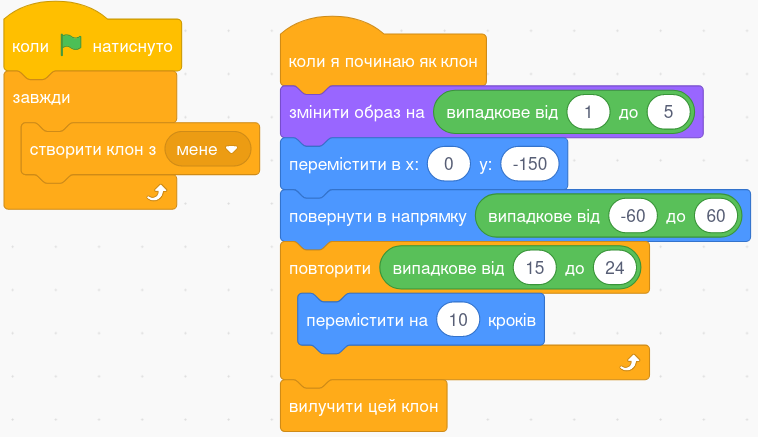 коли натиснуто
завжди
створити клон з мене
коли я починаю як клон
змінити образ на випадкове від 1 до 5
перемістити в x: 0 y: -150
повернути в напрямку випадкове від -60 до 60
повторити випадкове від 15 до 24
перемістити на 10 кроків
вилучити цей клон